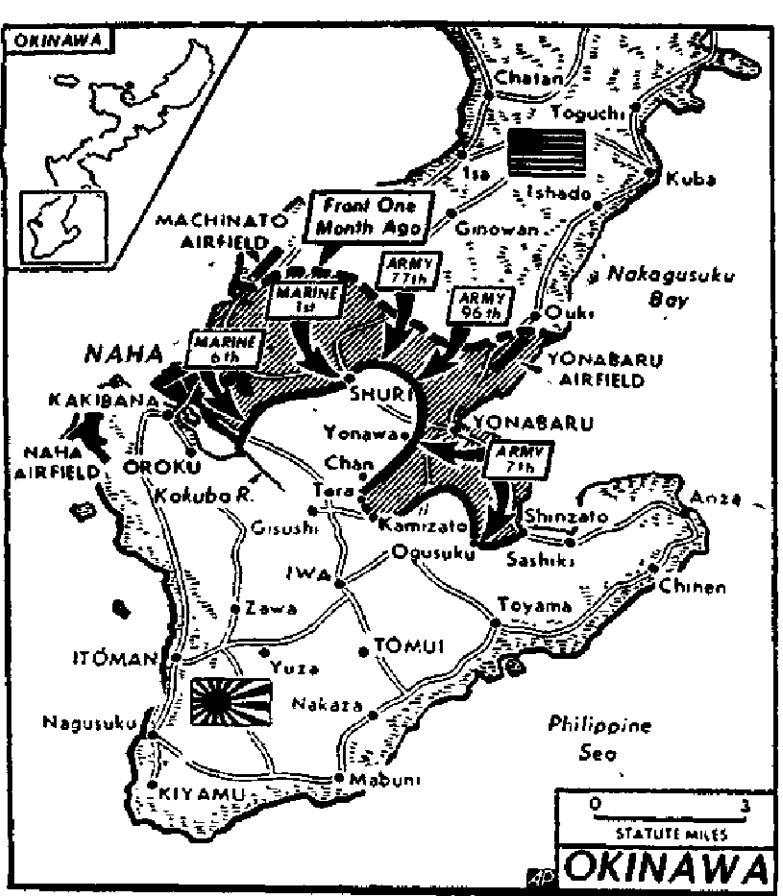 OKINAWA
Chatan
Toguchi
Isa
Kuba
Ishado
Front One
Month Ago
Ginowan
MACHINATO
AIRFIELD
ARMY
77th
MARINE
1st
ARMY
96th
Nakagusuku
Bay
Ouki
MARINE
6th
NAHA
YONABARU
AIRFIELD
SHURI
KAKIBANA
YONABARU
Yonawa
ARMY
7th
NAHA
AIRFIELD
OROKU
Chan
Kokuba R.
Tera
Anza
Gisushi
Kamizato
Shinzato
Ogusuku
Sashiki
IWA
Chinen
Zawa
Toyama
ITOMAN
Yuza
TOMUI
Nakaza
Nagusuku
Philippine
Sea
KIYAMU
Mabuni
0 3
STATUTE MILES
AP
OKINAWA